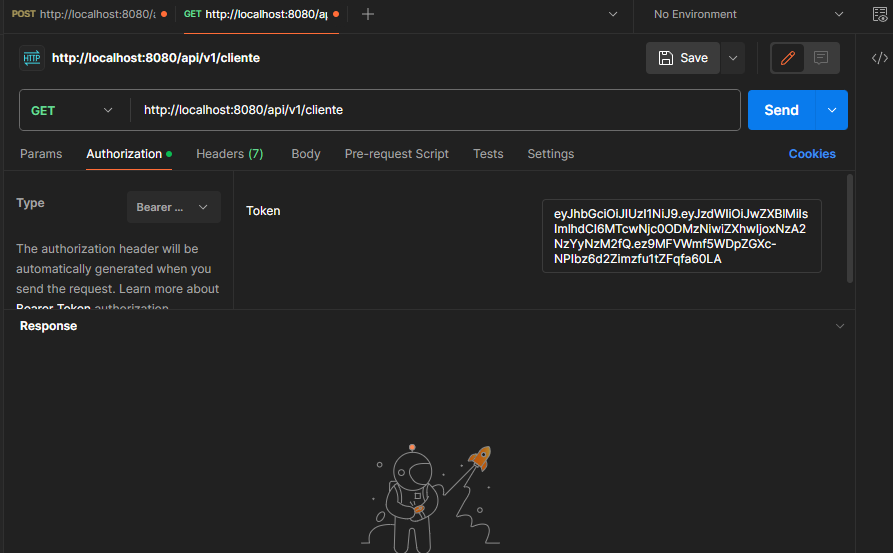 POST http://localhost:8080/a GET http://localhost:8080/a No Environment
HTTP http://localhost:8080/api/v1/cliente Save
GET http://localhost:8080/api/v1/cliente Send
Params Authorization Headers (7) Body Pre-request Script Tests Settings Cookies
Type Bearer ... Token
eyJhbGciOiJIUzI1NiJ9.eyJzdWIiOiJwZXBlMiIs
ImlhdCI6MTcwNjc0ODMzNiwiZXhwIjoxNzA2
NzYyNzM2fQ.ez9MFVWmf5WDpZGXc-
NPIbz6d2Zimzfu1tZFqfa60LA
The authorization header will be
automatically generated when you
send the request. Learn more about
Bearer Token authorization
Response